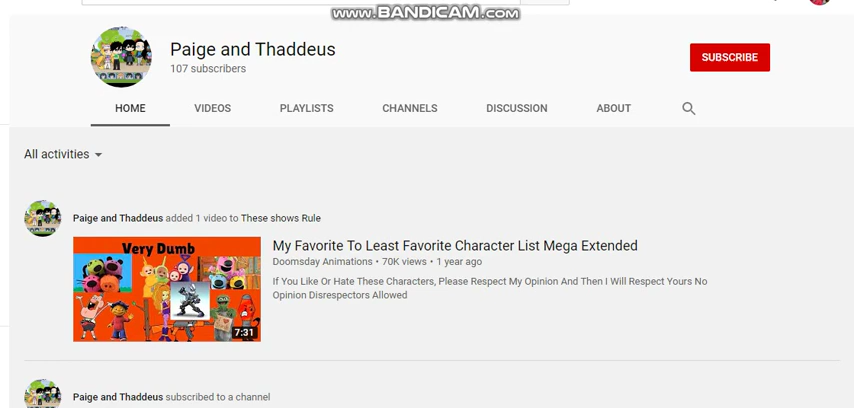 www.BANDICAM.com
Paige and Thaddeus
107 subscribers
SUBSCRIBE
HOME VIDEOS PLAYLISTS CHANNELS DISCUSSION ABOUT
All activities
Paige and Thaddeus added 1 video to These shows Rule
Very Dumb
7:31
My Favorite To Least Favorite Character List Mega Extended
Doomsday Animations • 70K views • 1 year ago
If You Like Or Hate These Characters, Please Respect My Opinion And Then I Will Respect Yours No
Opinion Disrespectors Allowed
Paige and Thaddeus subscribed to a channel